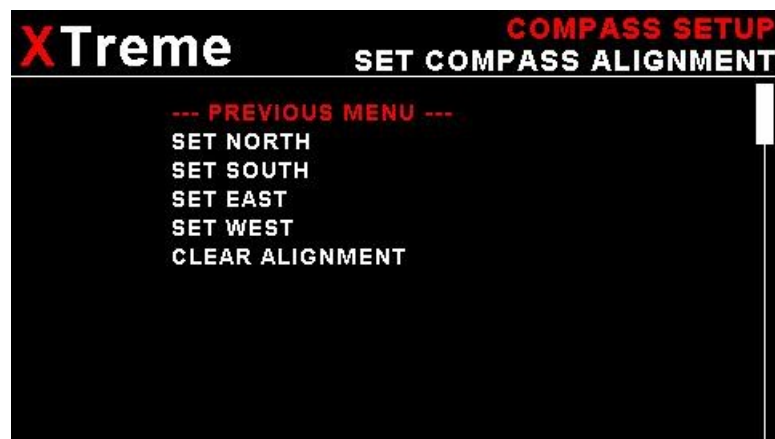 XTreme
COMPASS SETUP
SET COMPASS ALIGNMENT
--- PREVIOUS MENU ---
SET NORTH
SET SOUTH
SET EAST
SET WEST
CLEAR ALIGNMENT